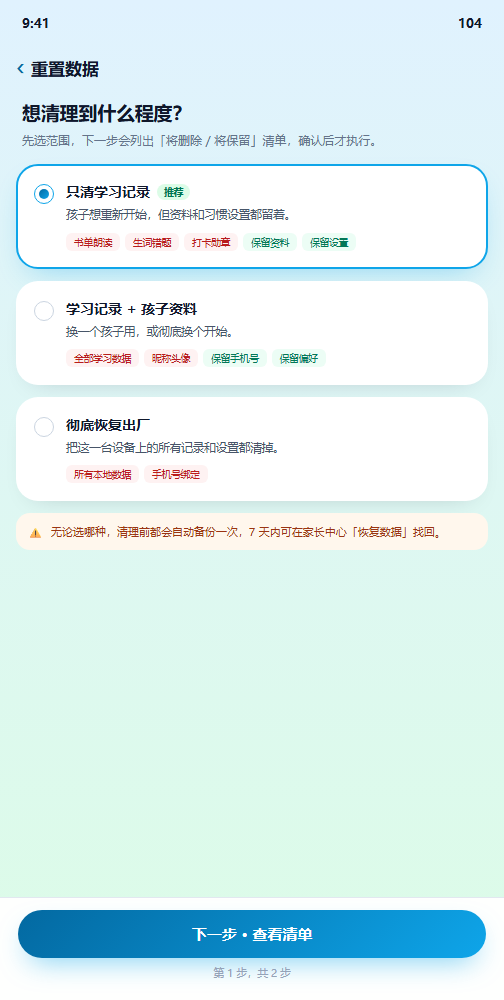 9:41 104
‹ 重置数据
想清理到什么程度？
先选范围，下一步会列出「将删除 / 将保留」清单，确认后才执行。
只清学习记录 推荐
孩子想重新开始，但资料和习惯设置都留着。
书单朗读 生词错题 打卡勋章 保留资料 保留设置
学习记录 + 孩子资料
换一个孩子用，或彻底换个开始。
全部学习数据 昵称头像 保留手机号 保留偏好
彻底恢复出厂
把这一台设备上的所有记录和设置都清掉。
所有本地数据 手机号绑定
无论选哪种，清理前都会自动备份一次，7 天内可在家长中心「恢复数据」找回。
下一步 · 查看清单
第 1 步，共 2 步